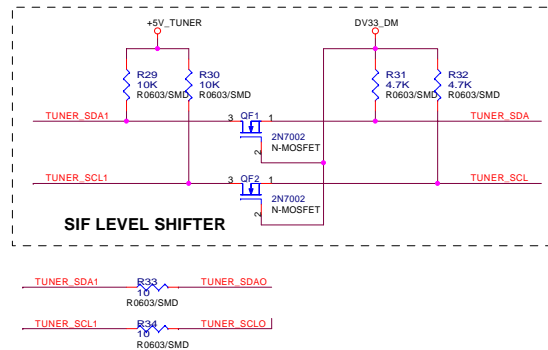 +5V_TUNER DV33_DM
R29 R30 R31 R32
10K 10K 4.7K 4.7K
R0603/SMD R0603/SMD R0603/SMD R0603/SMD
TUNER_SDA1 3 QF1 1 TUNER_SDA
2 2N7002
N-MOSFET
TUNER_SCL1 3 QF2 1 TUNER_SCL
2 2N7002
N-MOSFET
SIF LEVEL SHIFTER
TUNER_SDA1 R33 TUNER_SDAO
10
R0603/SMD
TUNER_SCL1 R34 TUNER_SCLO
10
R0603/SMD